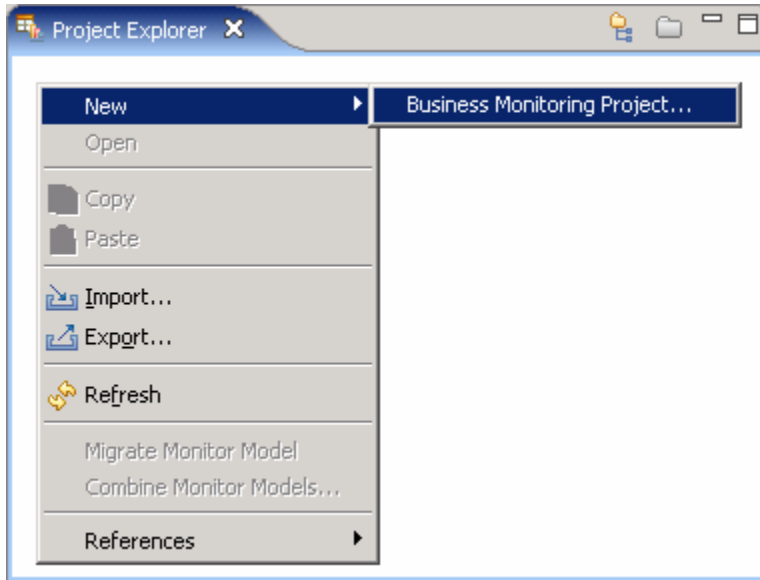 Project Explorer
New
Business Monitoring Project...
Open
Copy
Paste
Import...
Export...
Refresh
Migrate Monitor Model
Combine Monitor Models...
References